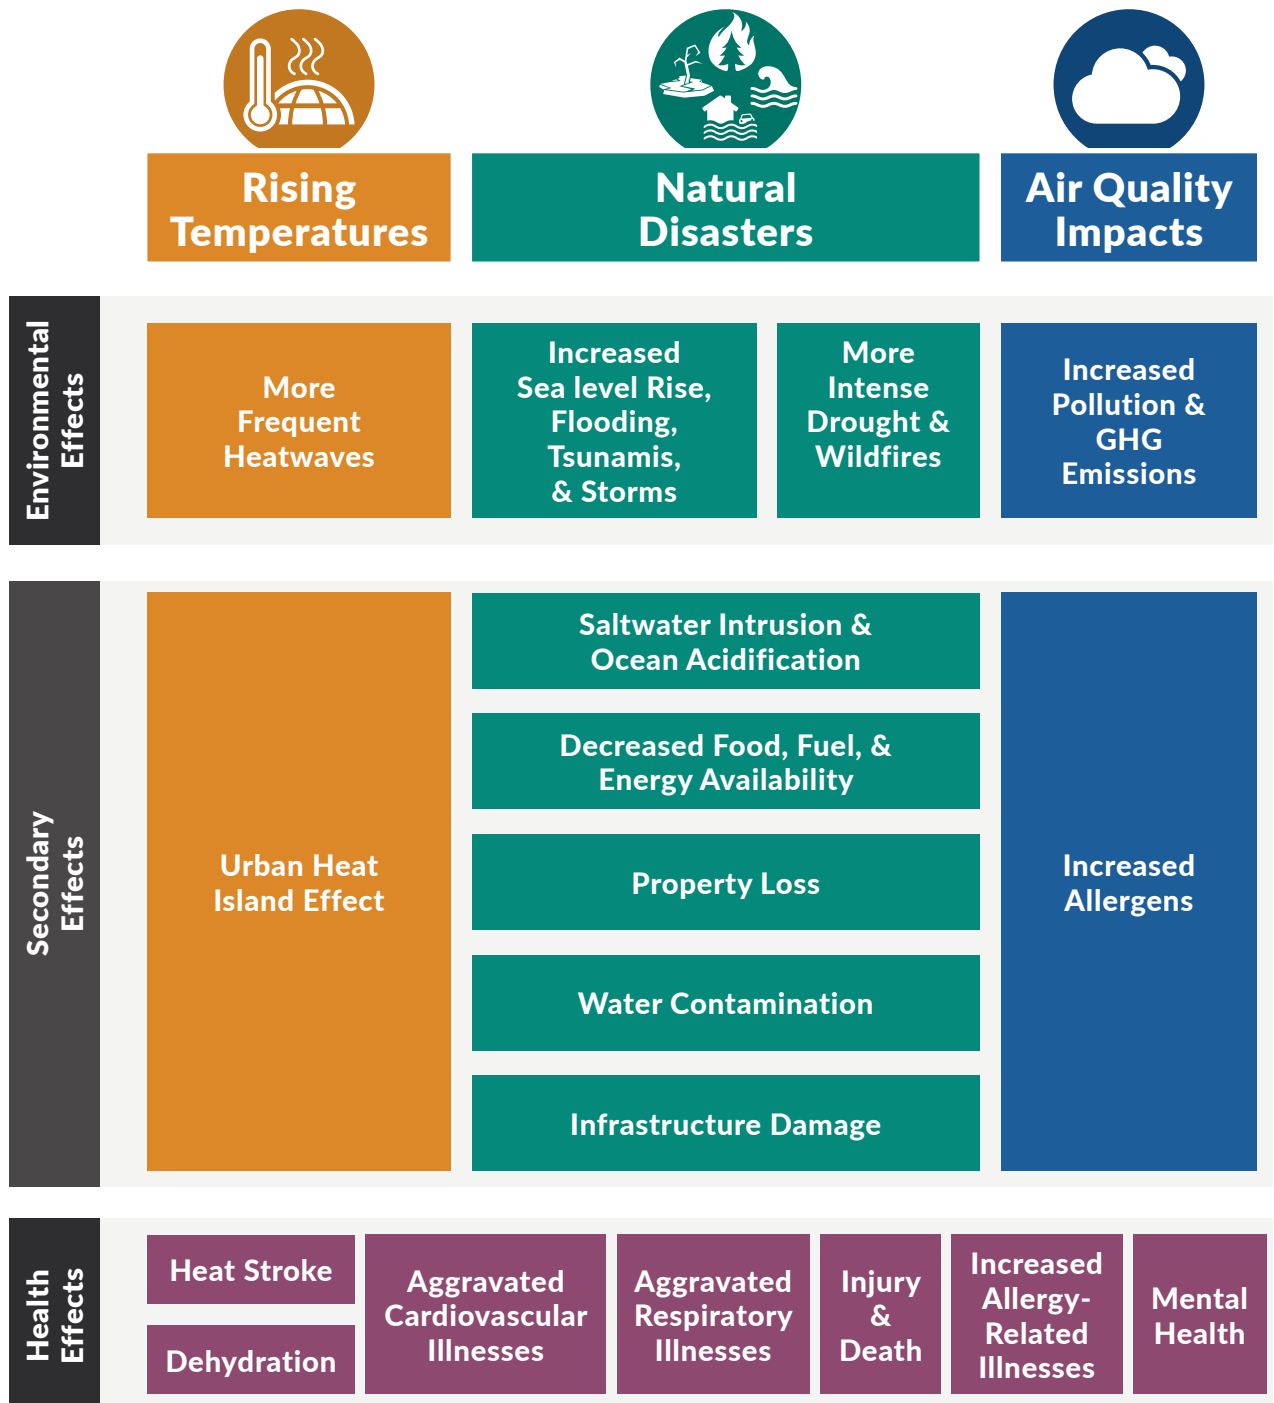 Rising
Temperatures
Natural
Disasters
Air Quality
Impacts
Environmental
Effects
More
Frequent
Heatwaves
Increased
Sea level Rise,
Flooding,
Tsunamis,
& Storms
More
Intense
Drought &
Wildfires
Increased
Pollution &
GHG
Emissions
Secondary
Effects
Urban Heat
Island Effect
Saltwater Intrusion &
Ocean Acidification
Decreased Food, Fuel, &
Energy Availability
Property Loss
Water Contamination
Infrastructure Damage
Increased
Allergens
Health
Effects
Heat Stroke
Dehydration
Aggravated
Cardiovascular
Illnesses
Aggravated
Respiratory
Illnesses
Injury
&
Death
Increased
Allergy-
Related
Illnesses
Mental
Health